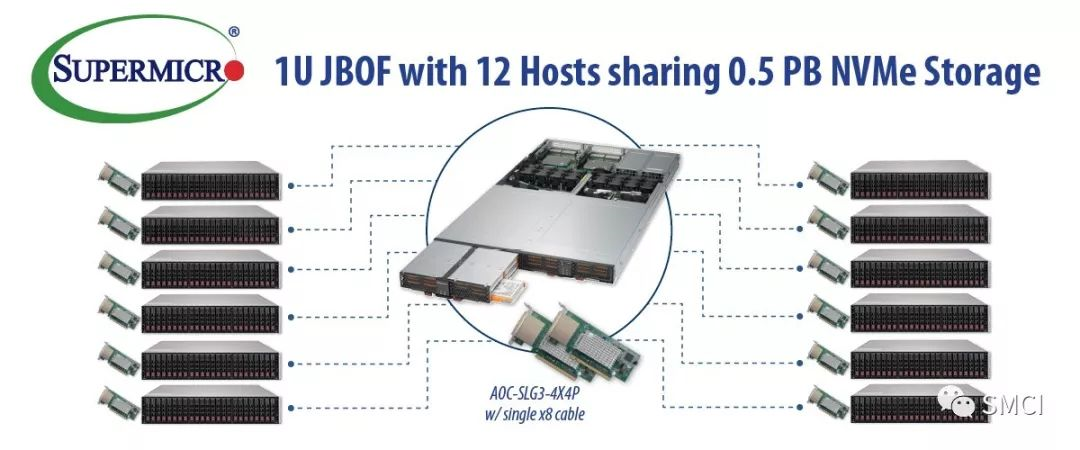 SUPERMICRO®
1U JBOF with 12 Hosts sharing 0.5 PB NVMe Storage
AOC-SLG3-4X4P
w/ single x8 cable
SMCI